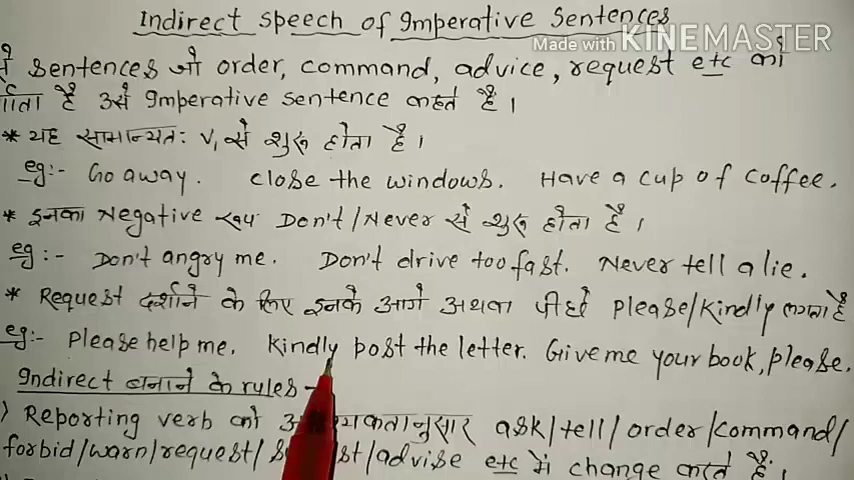 Indirect speech of Imperative Sentences
Made with KINEMASTER
sentences जो order, command, advice, request etc को
है उसे Imperative sentence कहते है।
* यह सामान्यतः V₁ से शुरू होता है।
eg:- Go away. Close the windows. Have a cup of coffee.
* इनका Negative रूप Don't/Never से शुरू होता है।
eg:- Don't angry me. Don't drive too fast. Never tell a lie.
* Request दर्शाने के लिए इनके आगे अथवा पीछे please/kindly लगता है
eg:- Please help me. Kindly post the letter. Give me your book, please.
Indirect बनाने के rules -
) Reporting verb को ask/tell/order/command/
forbid/warn/request/ /advise etc में change करते है।